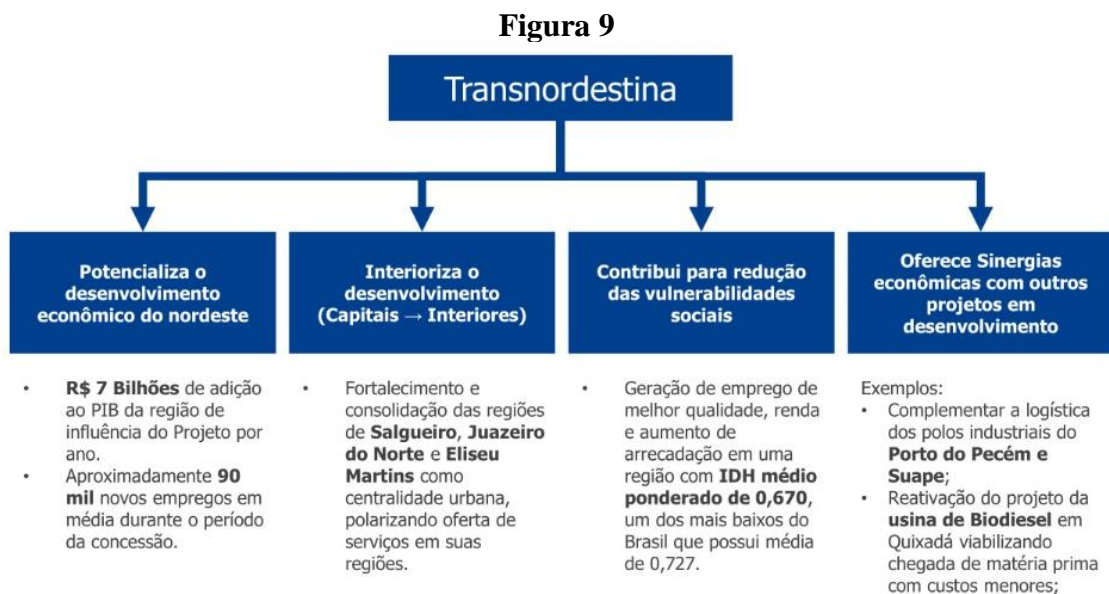 Figura 9
Transnordestina
Potencializa o
desenvolvimento
econômico do nordeste
• R$ 7 Bilhões de adição
ao PIB da região de
influência do Projeto por
ano.
• Aproximadamente 90
mil novos empregos em
média durante o período
da concessão.
Interioriza o
desenvolvimento
(Capitais → Interiores)
• Fortalecimento e
consolidação das regiões
de Salgueiro, Juazeiro
do Norte e Eliseu
Martins como
centralidade urbana,
polarizando oferta de
serviços em suas
regiões.
Contribui para redução
das vulnerabilidades
sociais
• Geração de emprego de
melhor qualidade, renda
e aumento de
arrecadação em uma
região com IDH médio
ponderado de 0,670,
um dos mais baixos do
Brasil que possui média
de 0,727.
Oferece Sinergias
econômicas com outros
projetos em
desenvolvimento
Exemplos:
• Complementar a logística
dos polos industriais do
Porto do Pecém e
Suape;
• Reativação do projeto da
usina de Biodiesel em
Quixadá viabilizando
chegada de matéria prima
com custos menores;